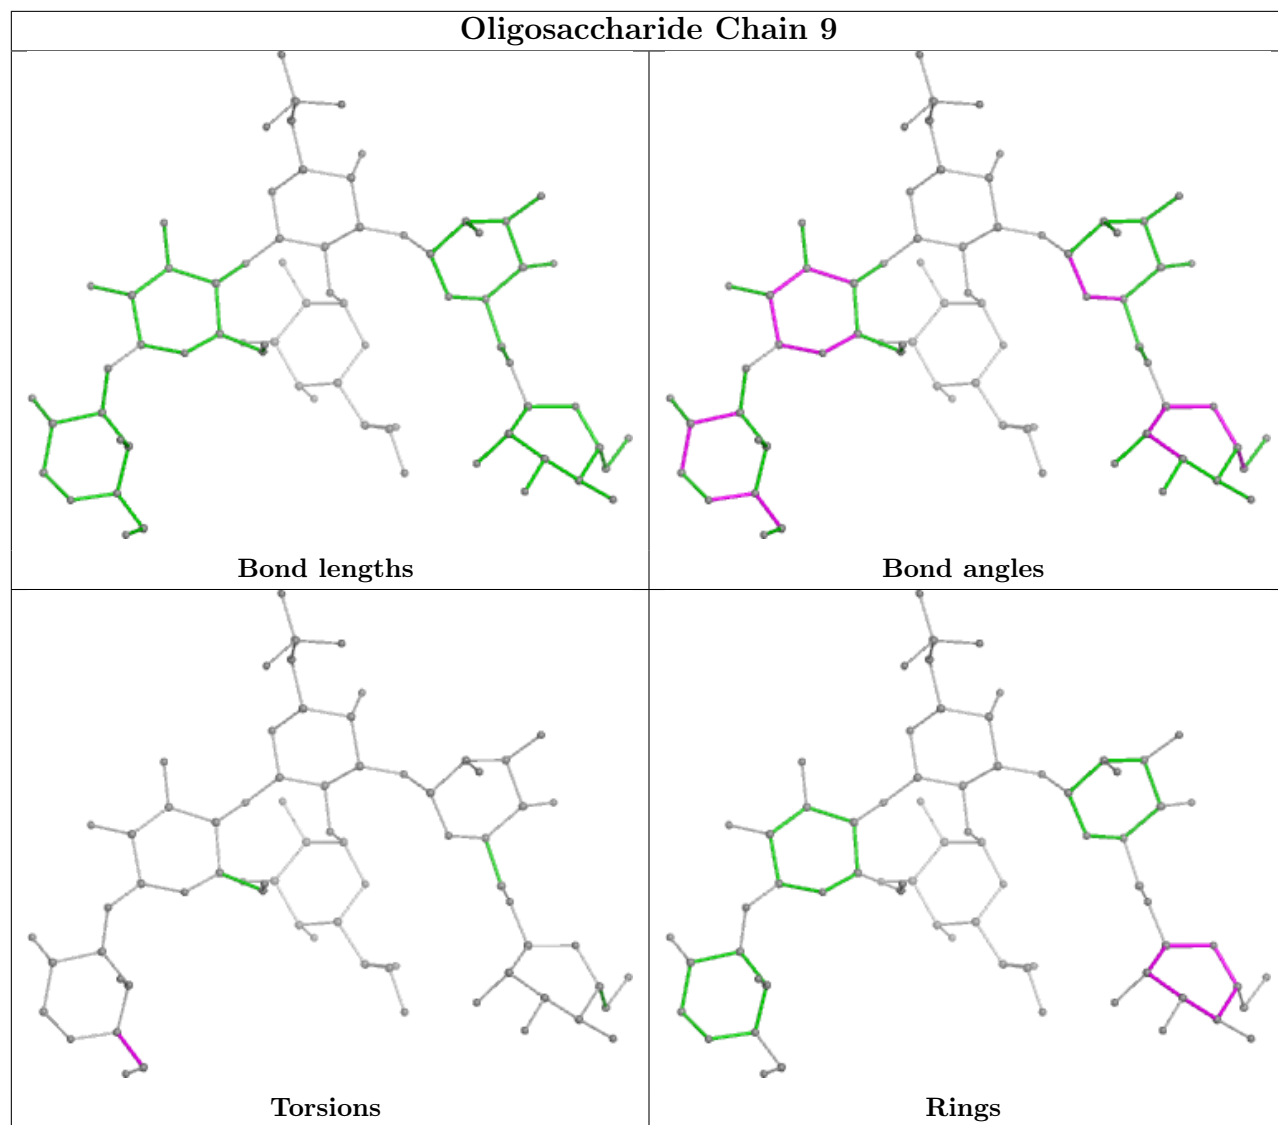 Oligosaccharide Chain 9
Bond lengths
Bond angles
Torsions
Rings